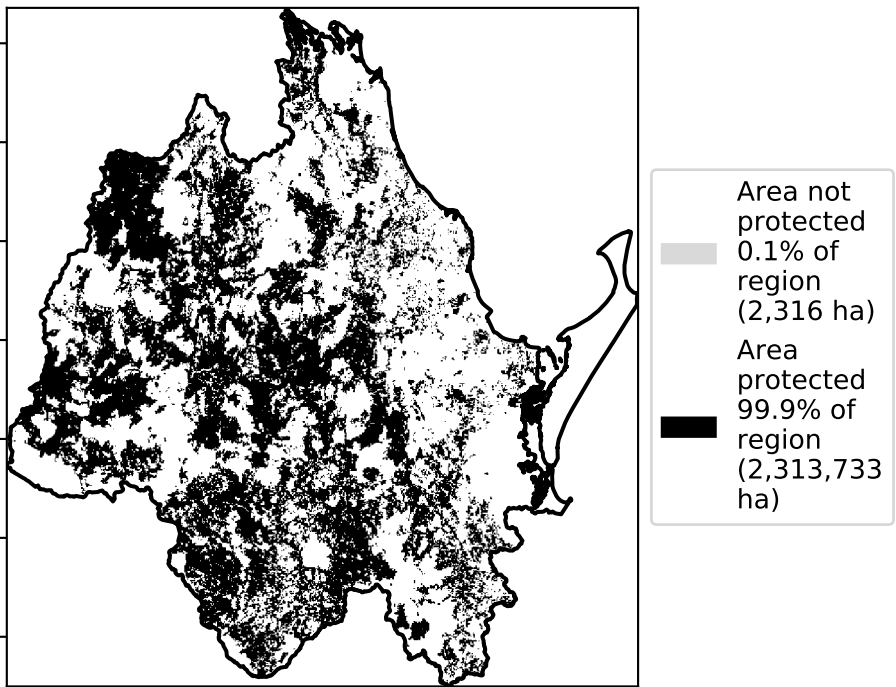 Area not
protected
0.1% of
region
(2,316 ha)
Area
protected
99.9% of
region
(2,313,733
ha)